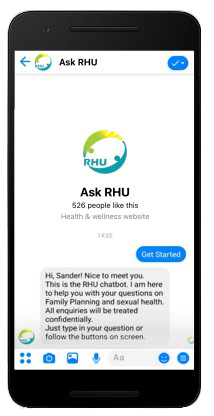 Ask RHU
RHU
Ask RHU
526 people like this
Health & wellness website
14:22
Get Started
Hi, Sander! Nice to meet you.
This is the RHU chatbot. I am here
to help you with your questions on
Family Planning and sexual health.
All enquiries will be treated
confidentially.
Just type in your question or
follow the buttons on screen.
Aa